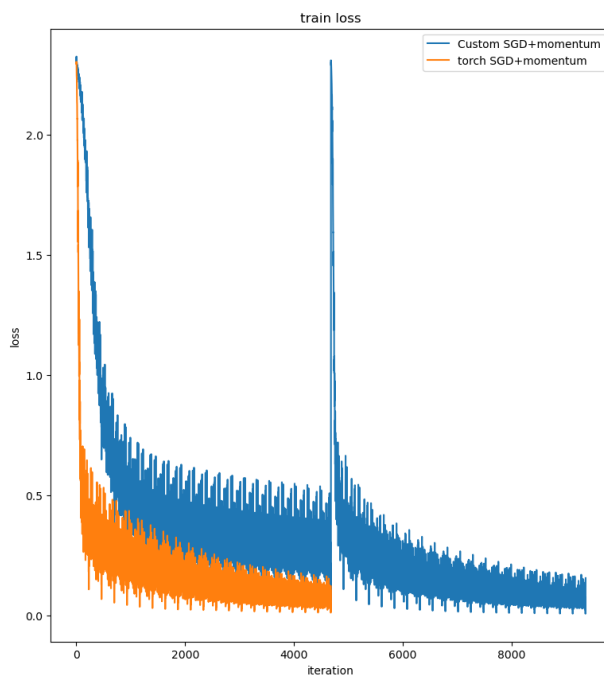 train loss
Custom SGD+momentum
torch SGD+momentum
2.0
1.5
1.0
0.5
0.0
loss
0
2000
4000
6000
8000
iteration